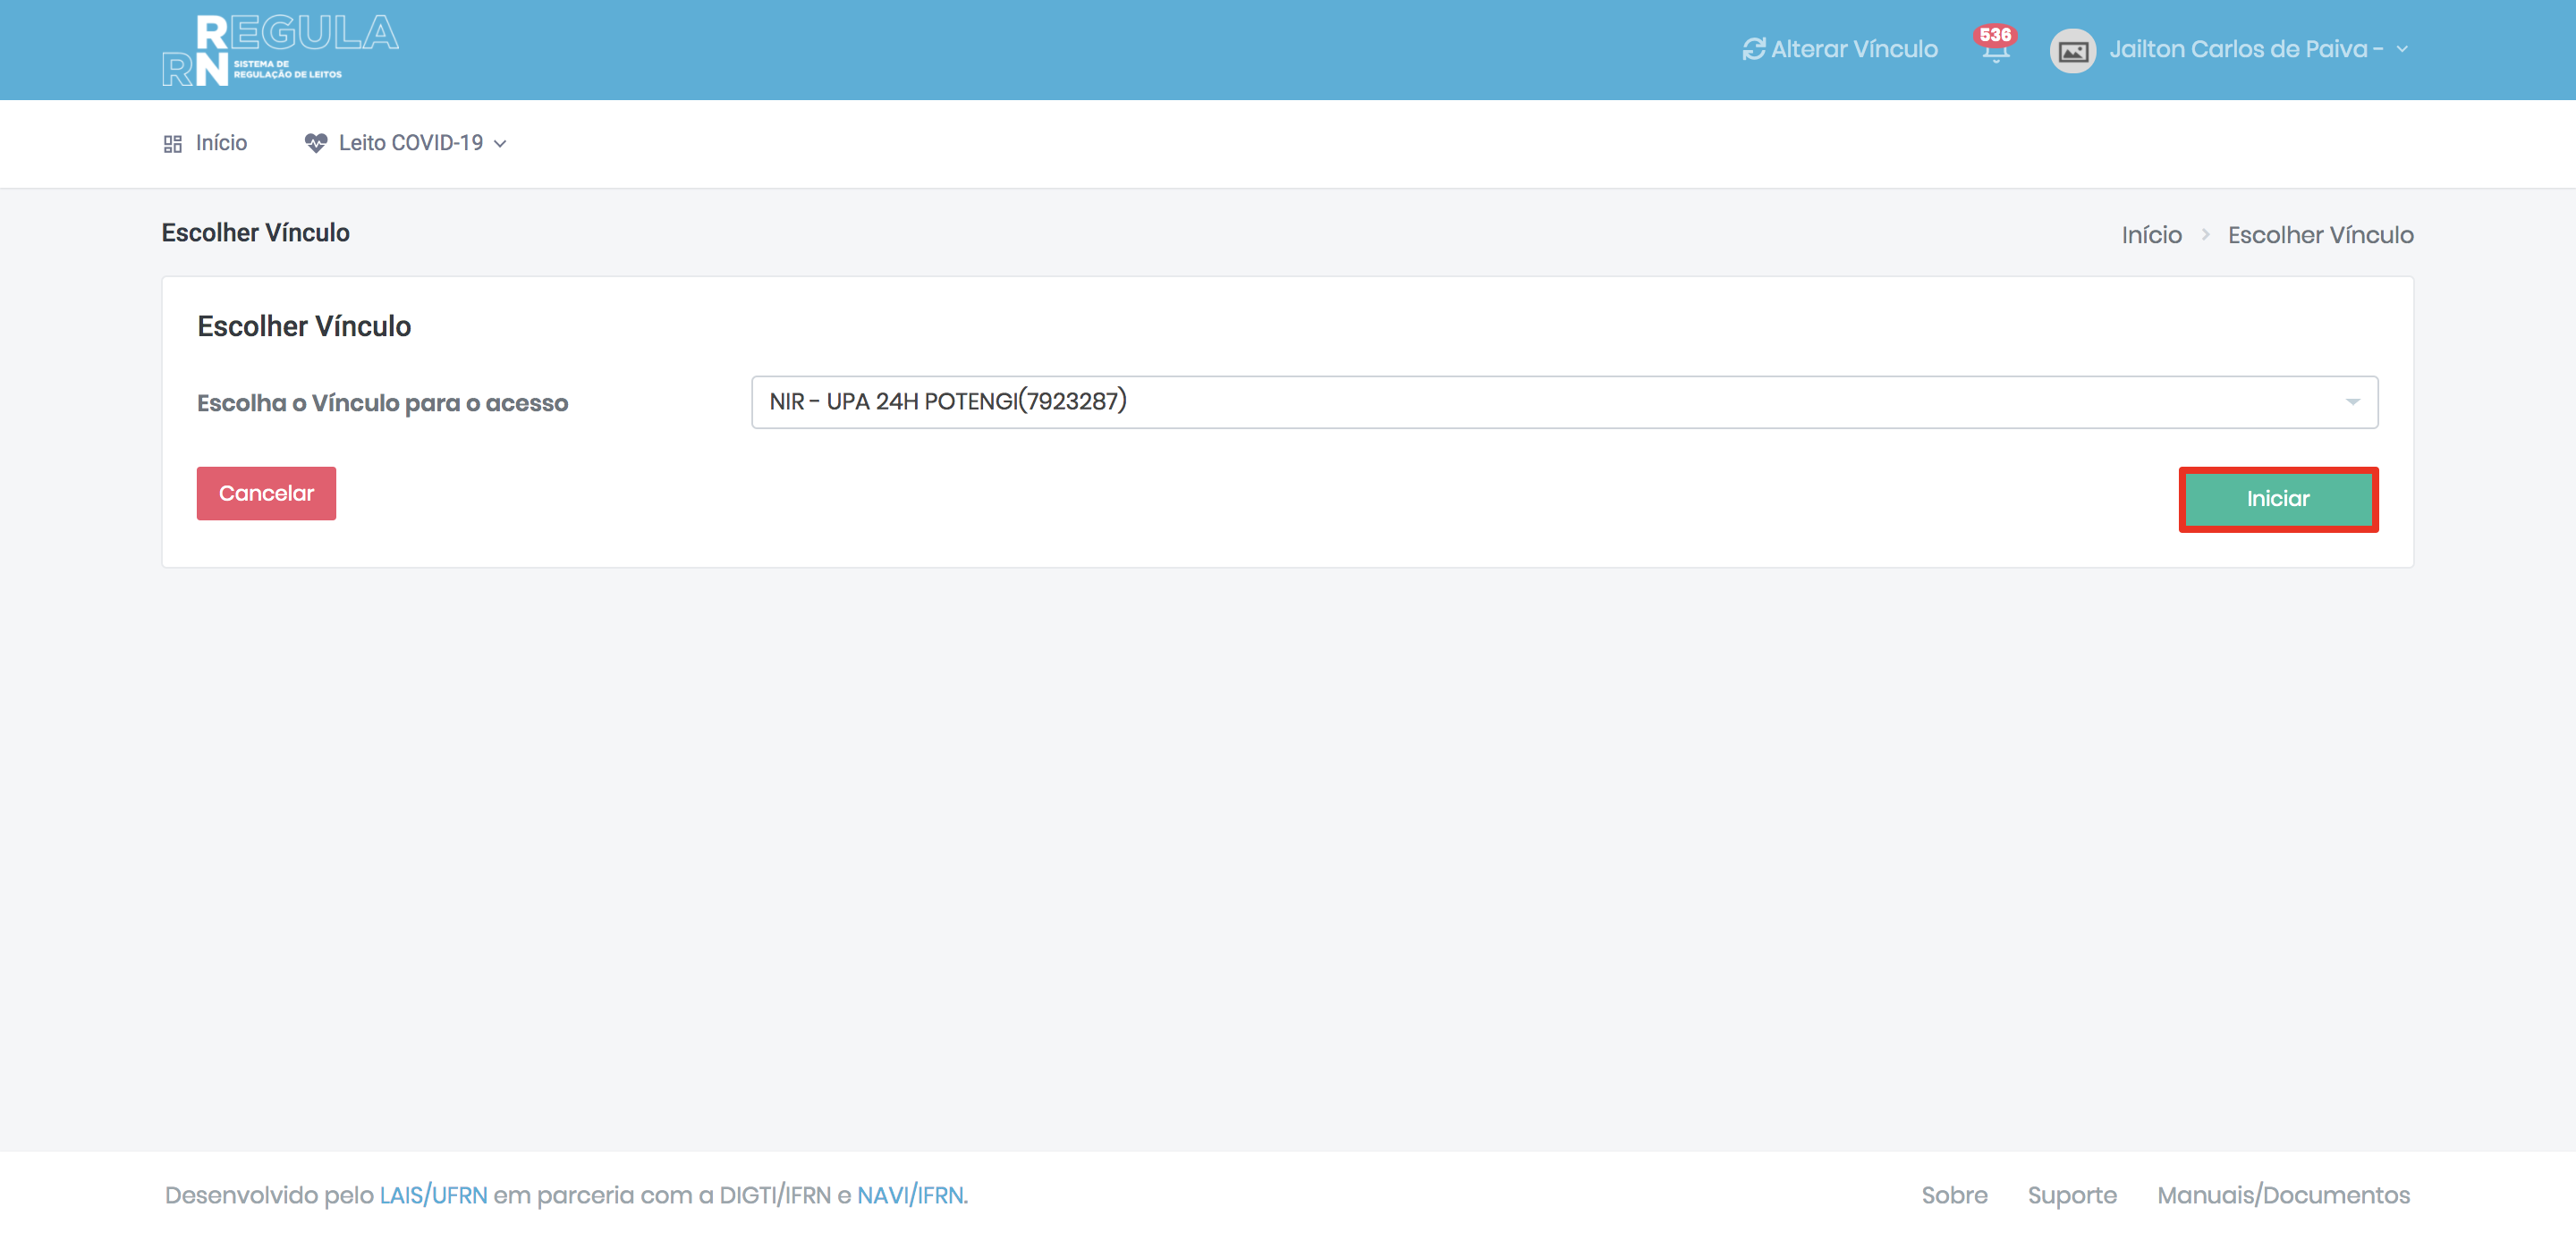 REGULA
RN SISTEMA DE
REGULAÇÃO DE LEITOS
Alterar Vínculo
536
Jailton Carlos de Paiva -
Início
Leito COVID-19
Escolher Vínculo
Início > Escolher Vínculo
Escolher Vínculo
Escolha o Vínculo para o acesso
NIR - UPA 24H POTENGI(7923287)
Cancelar
Iniciar
Desenvolvido pelo LAIS/UFRN em parceria com a DIGTI/IFRN e NAVI/IFRN.
Sobre
Suporte
Manuais/Documentos